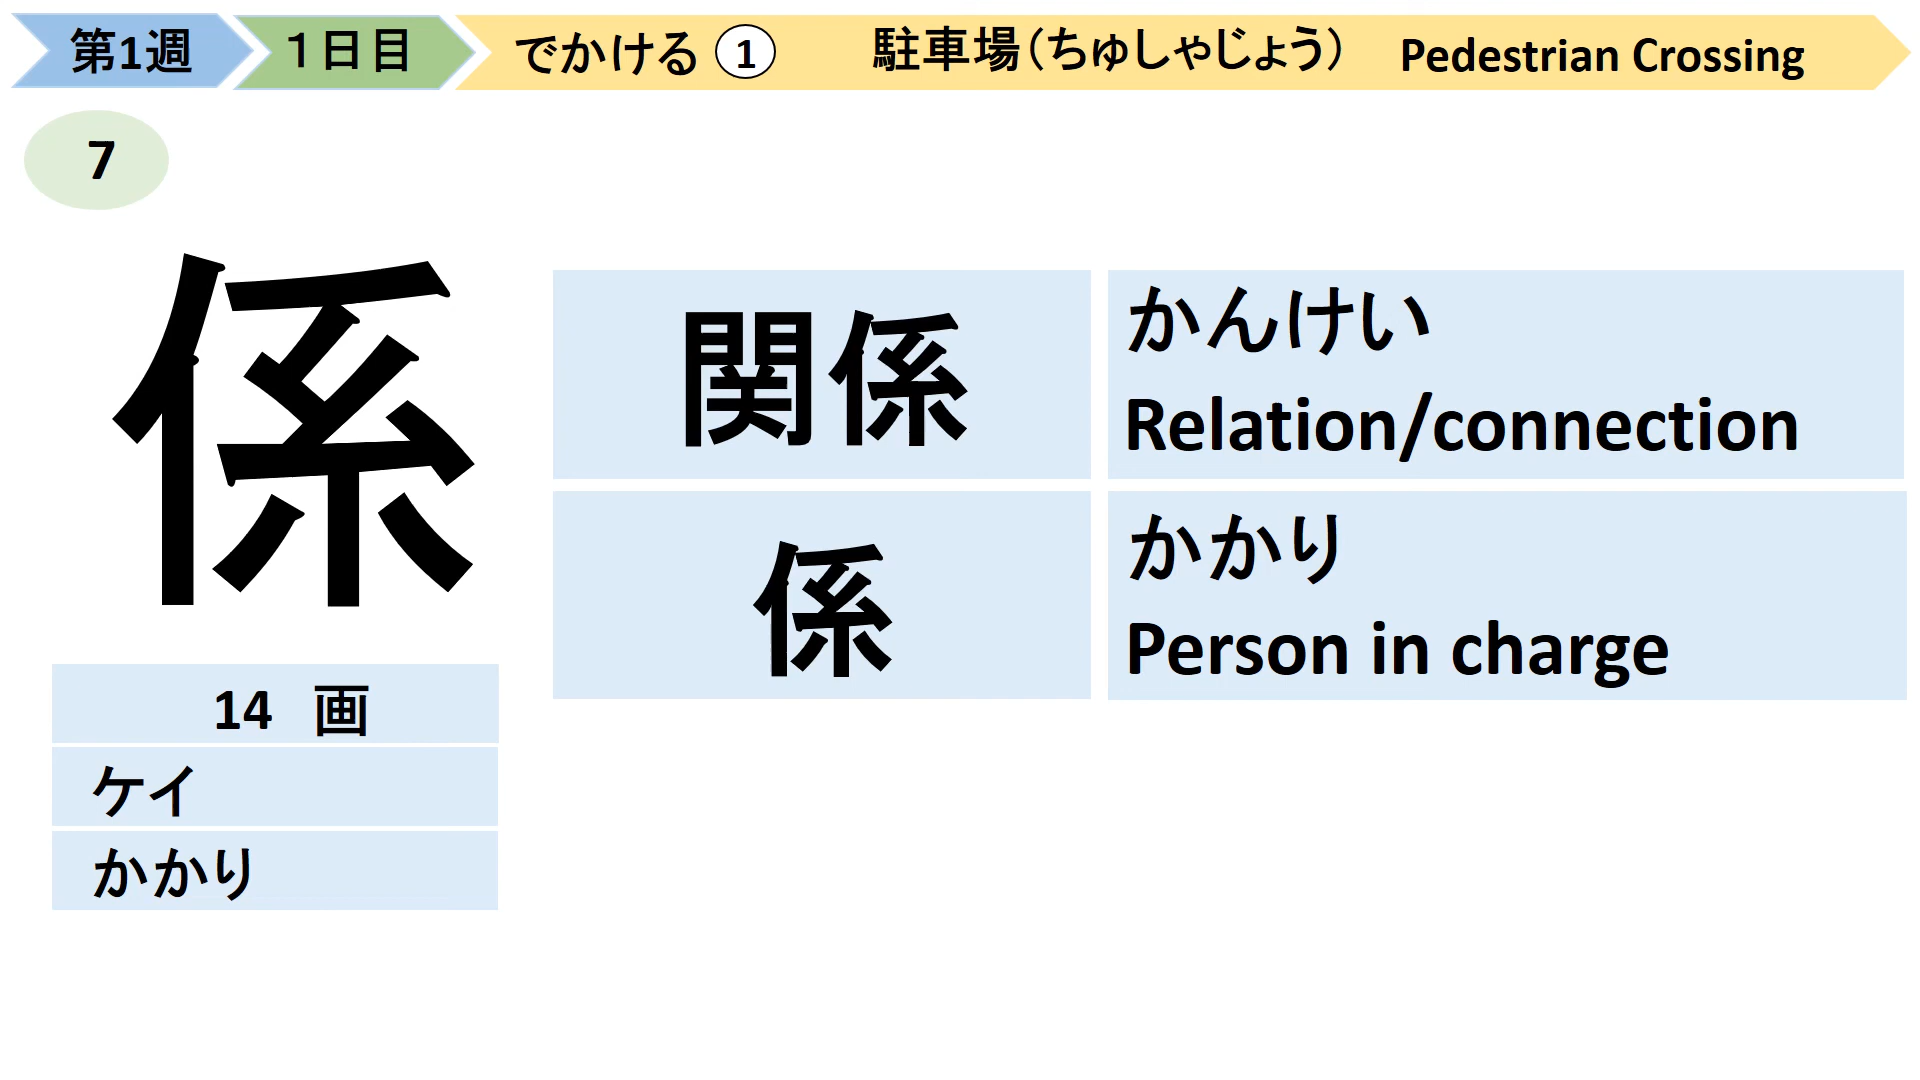 第1週 １日目 でかける ① 駐車場（ちゅしゃじょう） Pedestrian Crossing
7
係
14 画
ケイ
かかり
関係
かんけい
Relation/connection
係
かかり
Person in charge